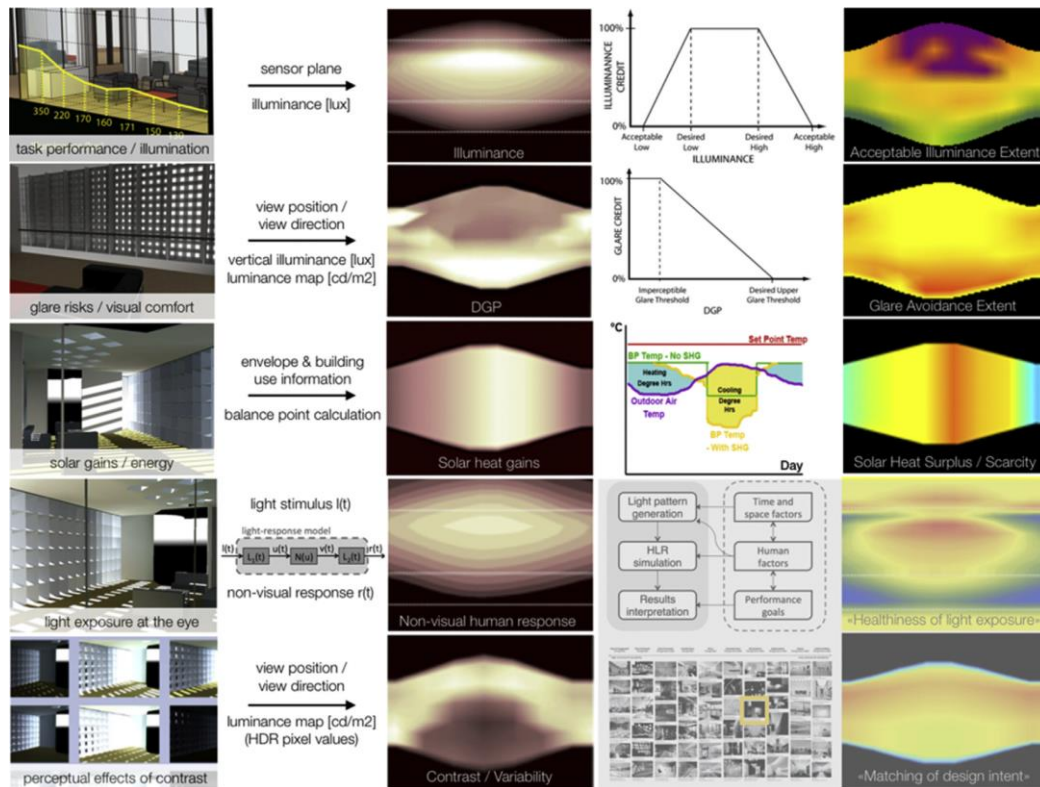 350 220 170 160 171 150 130
task performance / illumination
sensor plane
illuminance [lux]
Illuminance
100%
0%
ILLUMINANNCE
CREDIT
Acceptable
Low
Desired
Low
Desired
High
Acceptable
High
ILLUMINANCE
Acceptable Illuminance Extent
glare risks / visual comfort
view position /
view direction
vertical illuminance [lux]
luminance map [cd/m2]
DGP
100%
0%
GLARE CREDIT
Imperceptible
Glare Threshold
Desired Upper
Glare Threshold
DGP
Glare Avoidance Extent
solar gains / energy
envelope & building
use information
balance point calculation
Solar heat gains
°C
Set Point Temp
BP Temp - No SHG
Heating
Degree Hrs
Outdoor Air
Temp
Cooling
Degree
Hrs
BP Temp
- With SHG
Day
Solar Heat Surplus / Scarcity
light exposure at the eye
light stimulus l(t)
light-response model
l(t) L₁(t) u(t) N(u) v(t) L₂(t) r(t)
non-visual response r(t)
Non-visual human response
Light pattern
generation
HLR
simulation
Results
interpretation
Time and
space factors
Human
factors
Performance
goals
«Healthiness of light exposure»
perceptual effects of contrast
view position /
view direction
luminance map [cd/m2]
(HDR pixel values)
Contrast / Variability
«Matching of design intent»